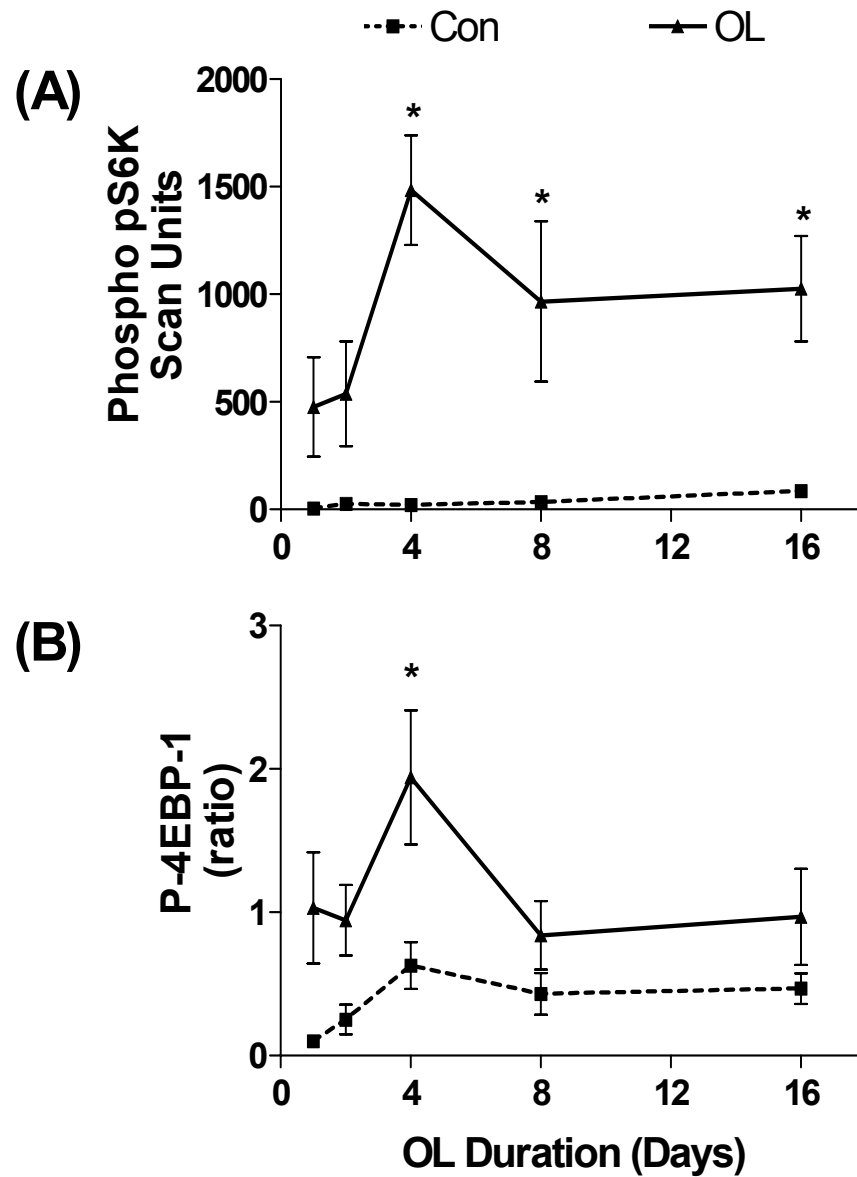 Con OL
(A)
Phospho pS6K
Scan Units
2000
*
1500
*
*
1000
500
0
0 4 8 12 16
(B)
P-4EBP-1
(ratio)
3
*
2
1
0
0 4 8 12 16
OL Duration (Days)